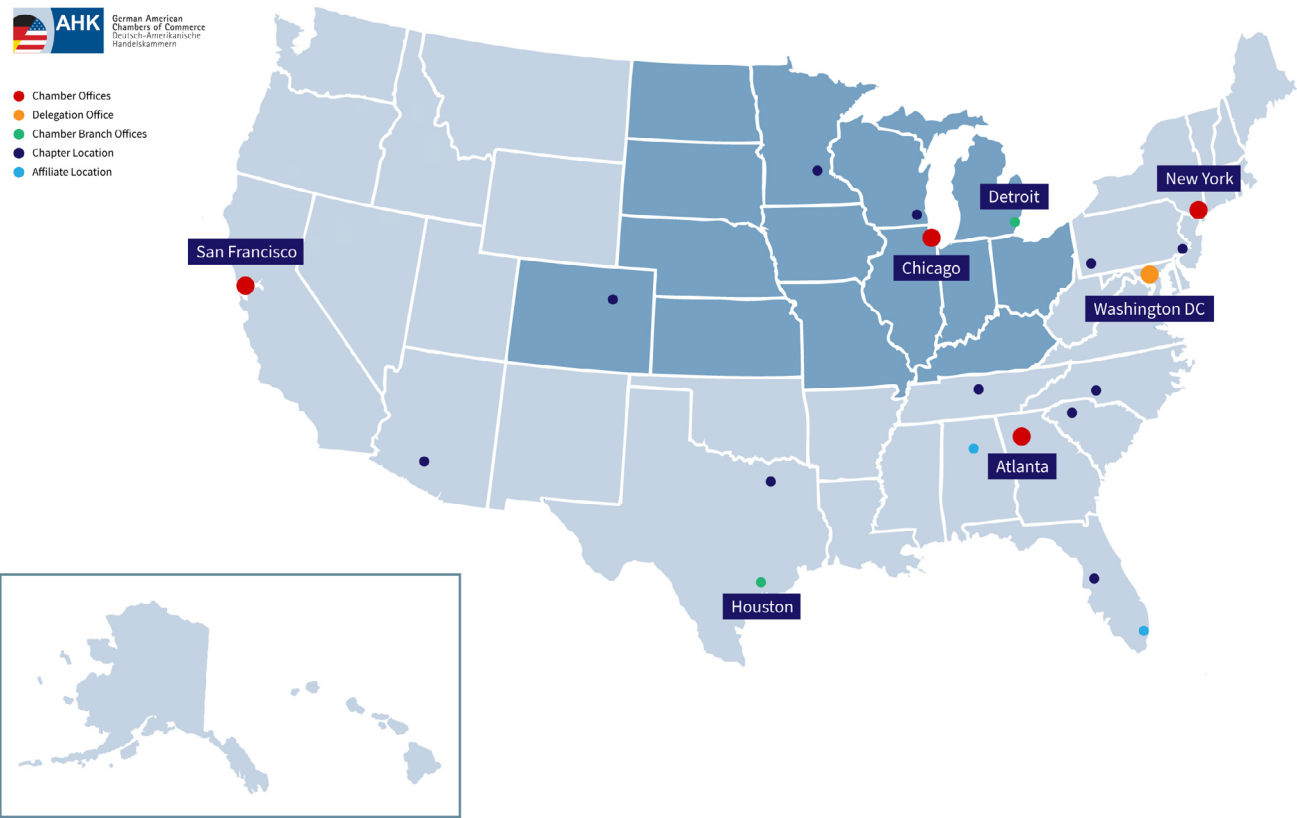 AHK
German American
Chambers of Commerce
Deutsch-Amerikanische
Handelskammern
Chamber Offices
Delegation Office
Chamber Branch Offices
Chapter Location
Affiliate Location
New York
Detroit
San Francisco
Chicago
Washington DC
Atlanta
Houston